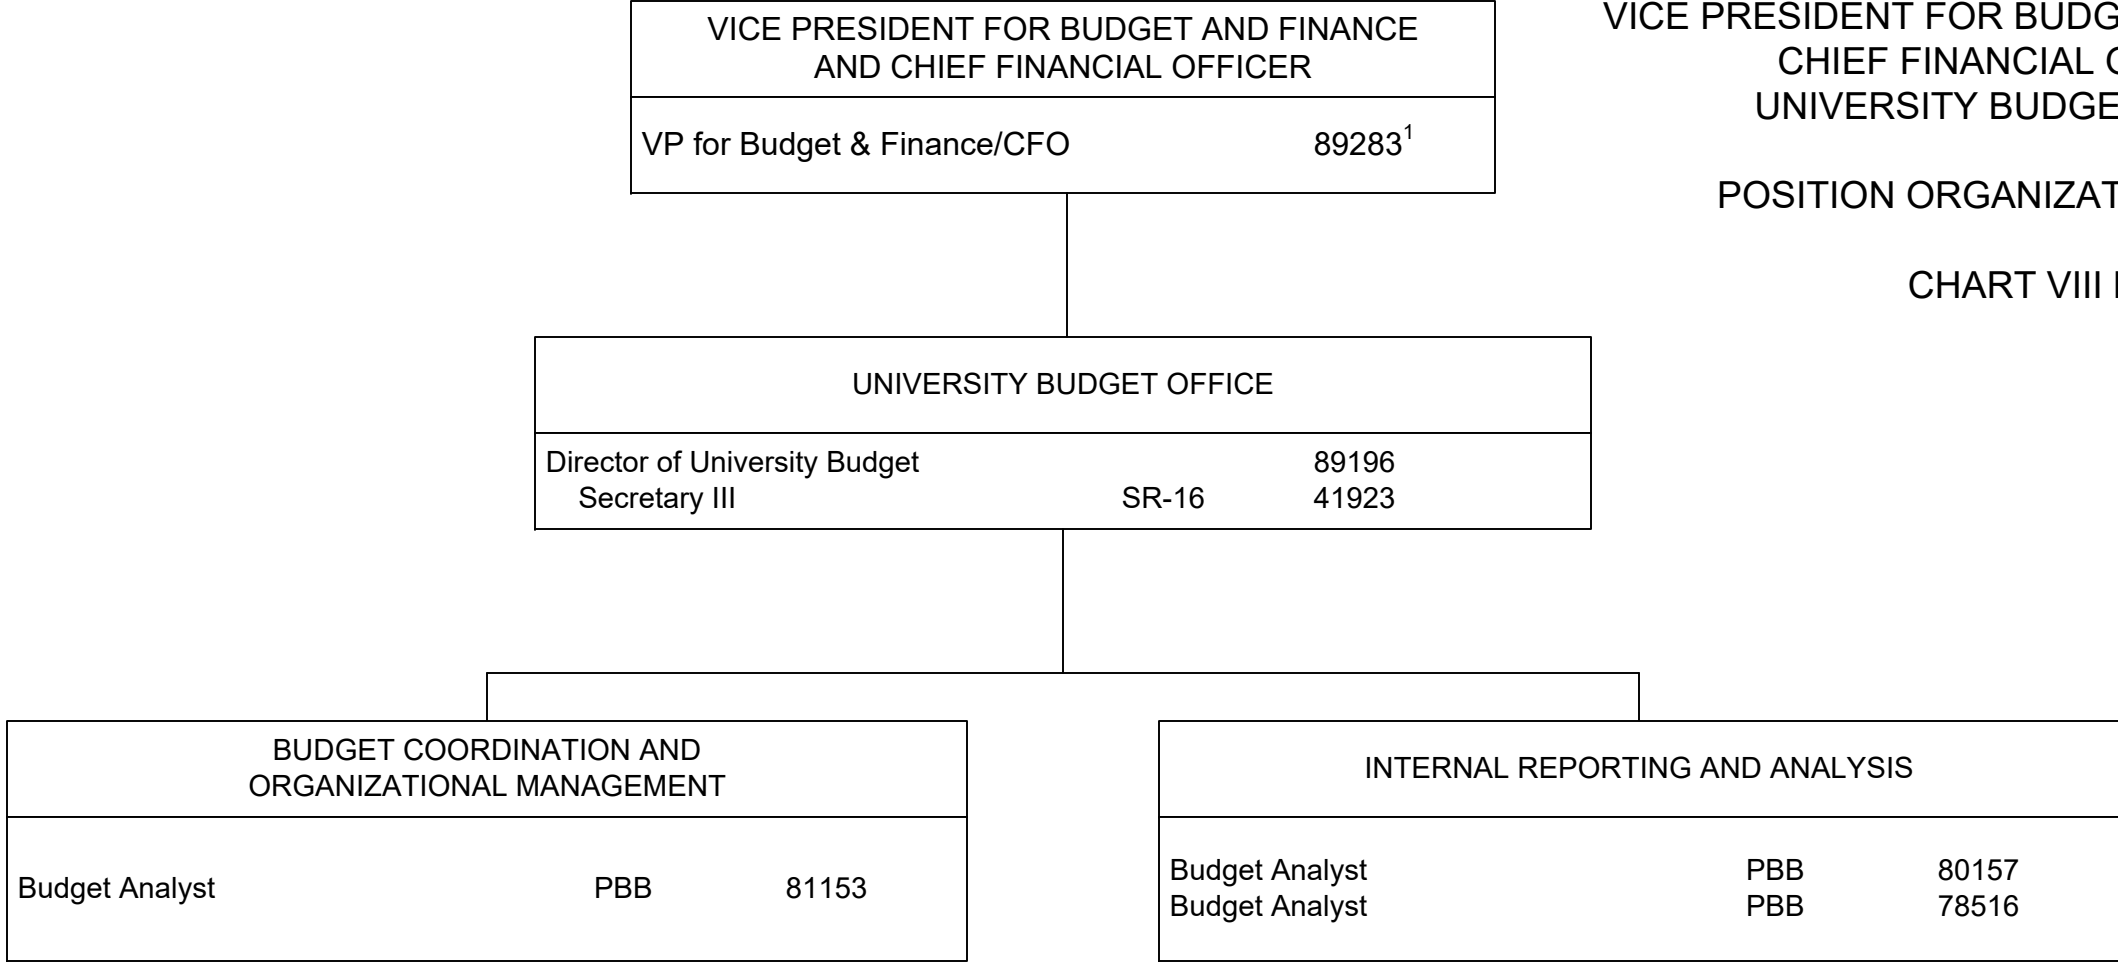 VICE PRESIDENT FOR BUDGET AND FINANCE
AND CHIEF FINANCIAL OFFICER
VP for Budget & Finance/CFO 89283¹
VICE PRESIDENT FOR
CHIEF FINANCIAL
UNIVERSITY
POSITION
CHART VIII
UNIVERSITY BUDGET OFFICE
Director of University Budget 89196
Secretary III SR-16 41923
BUDGET COORDINATION AND
ORGANIZATIONAL MANAGEMENT
Budget Analyst PBB 81153
INTERNAL REPORTING AND ANALYSIS
Budget Analyst PBB 80157
Budget Analyst PBB 78516